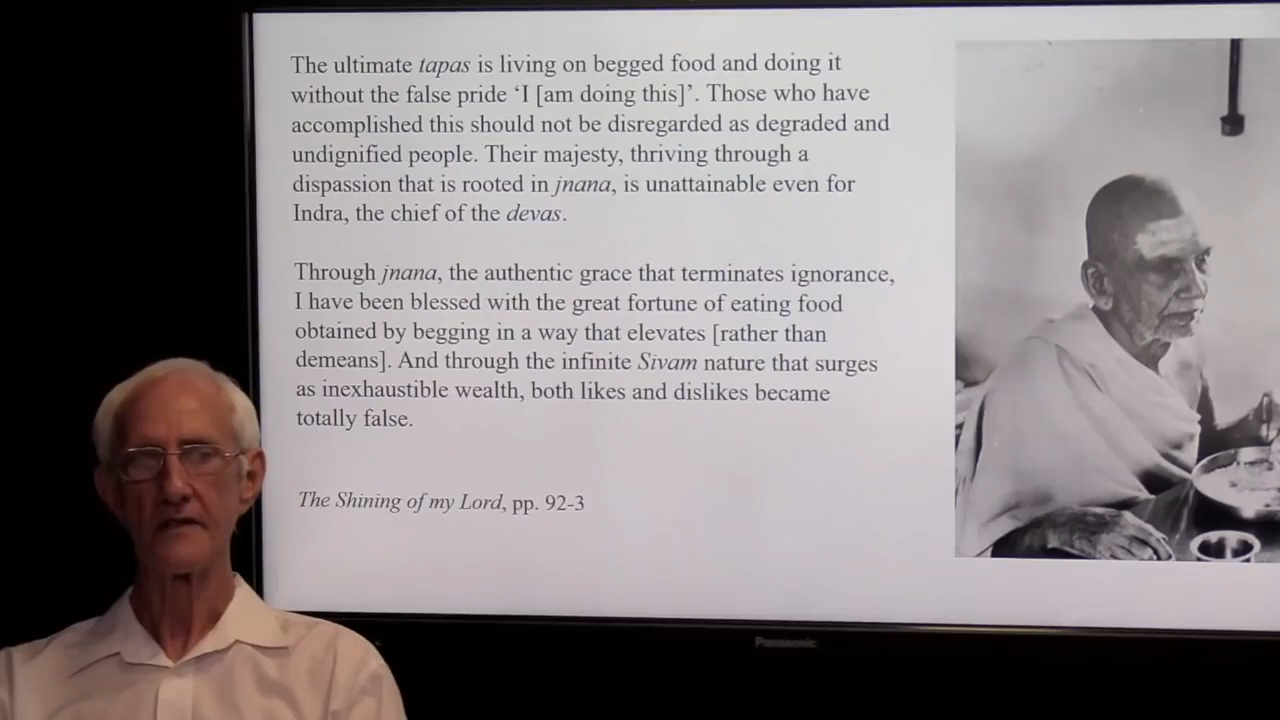 The ultimate tapas is living on begged food and doing it
without the false pride ‘I [am doing this]’. Those who have
accomplished this should not be disregarded as degraded and
undignified people. Their majesty, thriving through a
dispassion that is rooted in jnana, is unattainable even for
Indra, the chief of the devas.
Through jnana, the authentic grace that terminates ignorance,
I have been blessed with the great fortune of eating food
obtained by begging in a way that elevates [rather than
demeans]. And through the infinite Sivam nature that surges
as inexhaustible wealth, both likes and dislikes became
totally false.
The Shining of my Lord, pp. 92-3
Panasonic